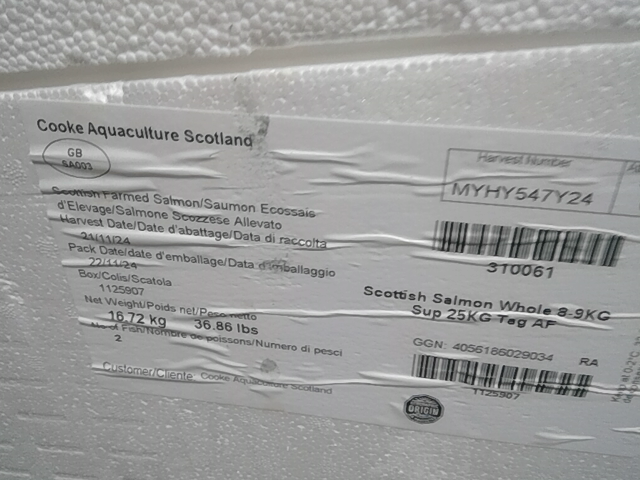 Cooke Aquaculture Scotland
GB
SA003
Scottish Farmed Salmon/Saumon Ecossais
d'Elevage/Salmone Scozzese Allevato
Harvest Date/Date d'abattage/Data di raccolta
21/11/24
Pack Date/date d'emballage/Data d'imballaggio
22/11/24
Box/Colis/Scatola
1125907
Net Weight/Poids net/Peso netto
16.72 kg 36.86 lbs
No of Fish/Nombre de poissons/Numero di pesci
2
Customer/Cliente: Cooke Aquaculture Scotland
Harvest Number
MYHY547Y24
310061
Scottish Salmon Whole 8-9KG
Sup 25KG Tag AF
GGN: 4056186029034 RA
1125907
ORIGIN